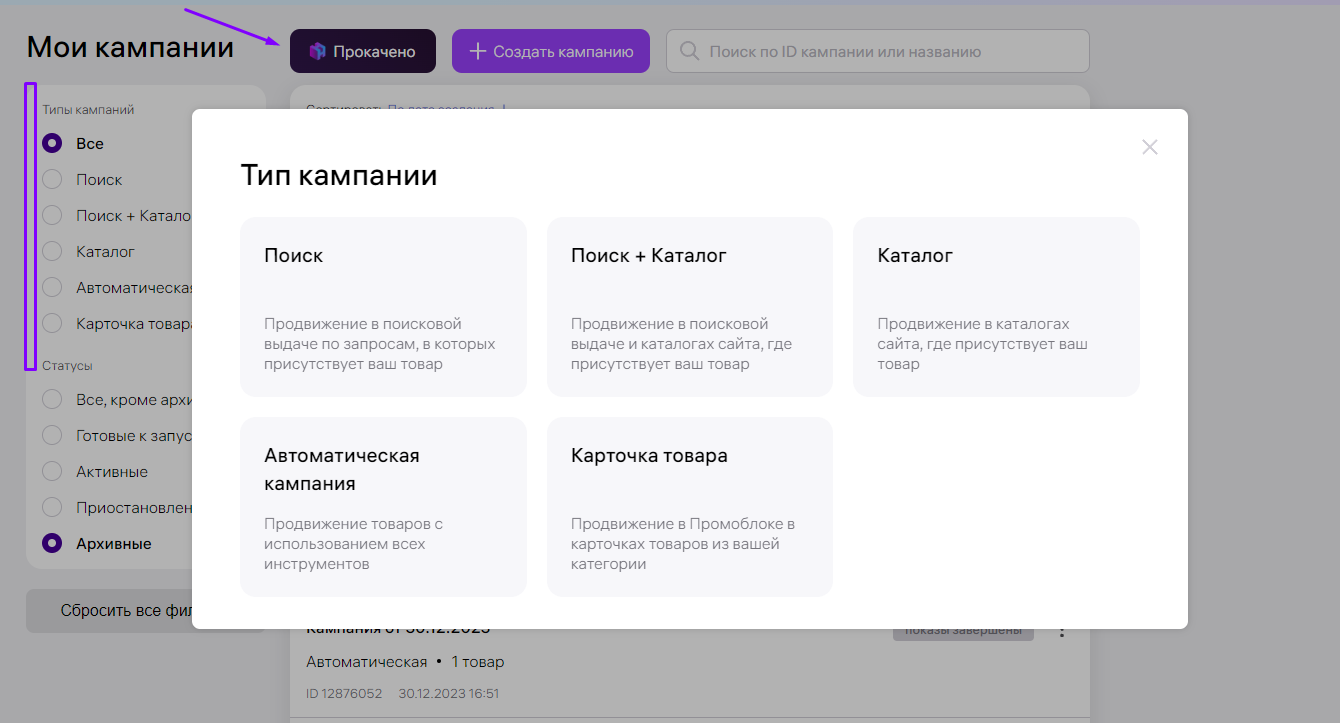 Мои кампании
Прокачено
Создать кампанию
Поиск по ID кампании или названию
Типы кампаний
Все
Поиск
Поиск + Катало
Каталог
Автоматическа
Карточка товар
Статусы
Все, кроме архи
Готовые к запус
Активные
Приостановлен
Архивные
Сбросить все фи
Сортировать По дате создания
Тип кампании
Поиск
Продвижение в поисковой
выдаче по запросам, в которых
присутствует ваш товар
Поиск + Каталог
Продвижение в поисковой
выдаче и каталогах сайта, где
присутствует ваш товар
Каталог
Продвижение в каталогах
сайта, где присутствует ваш
товар
Автоматическая
кампания
Продвижение товаров с
использованием всех
инструментов
Карточка товара
Продвижение в Промоблоке в
карточках товаров из вашей
категории
Кампания от 30.12.2023
показы завершены
Автоматическая • 1 товар
ID 12876052 30.12.2023 16:51